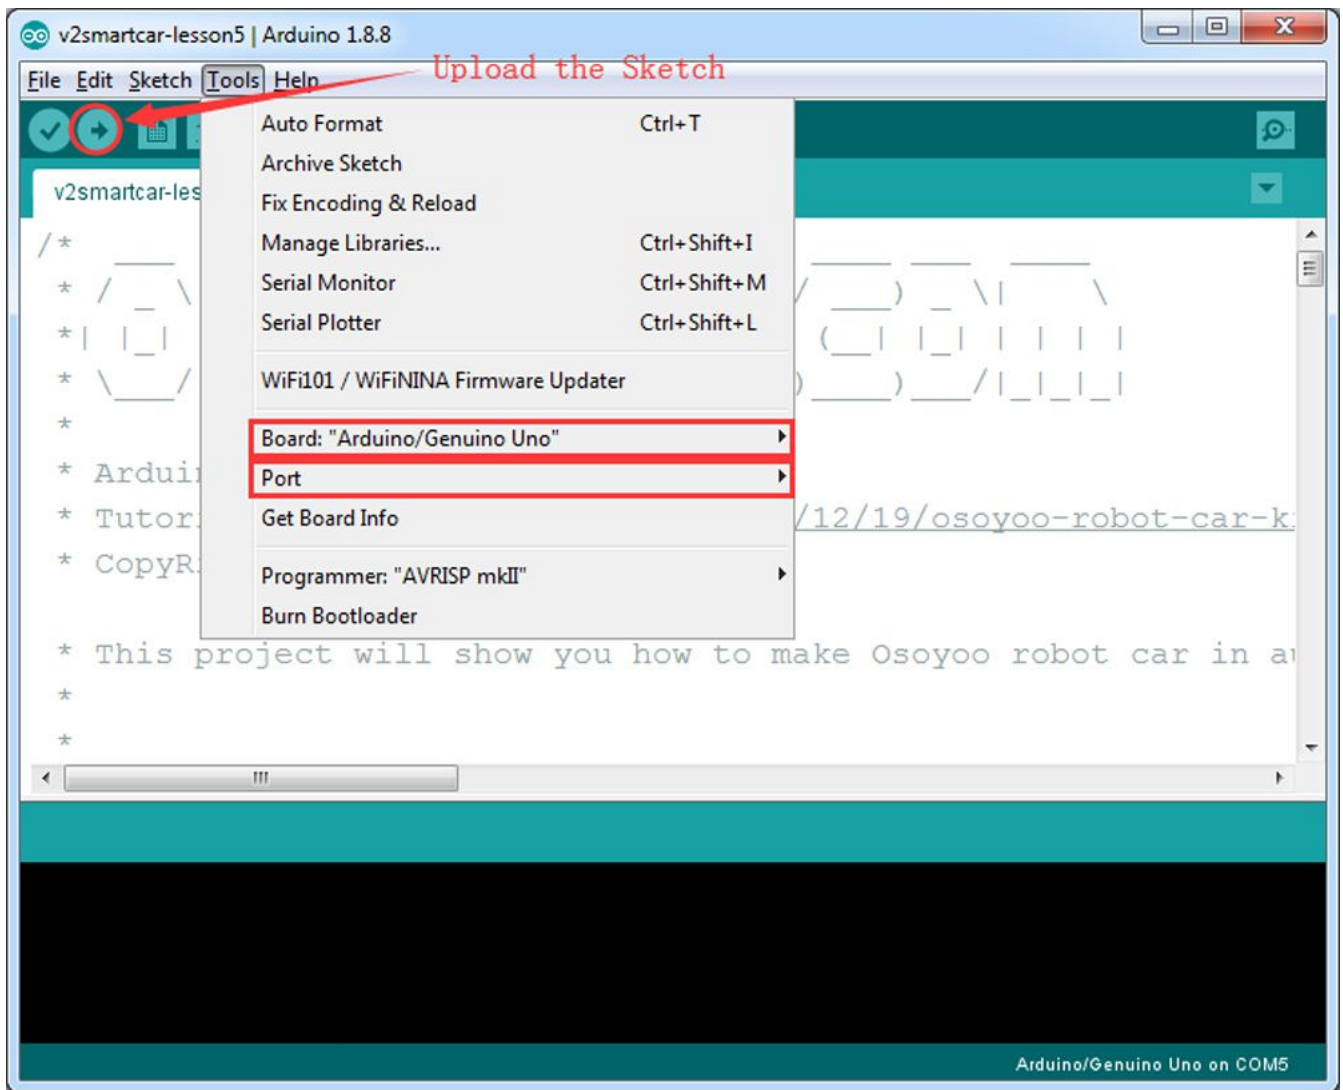 v2smartcar-lesson5 | Arduino 1.8.8
Upload the Sketch
File Edit Sketch Tools Help
Auto Format Ctrl+T
Archive Sketch
v2smartcar-les
Fix Encoding & Reload
/*
Manage Libraries... Ctrl+Shift+I
Serial Monitor Ctrl+Shift+M
Serial Plotter Ctrl+Shift+L
WiFi101 / WiFiNINA Firmware Updater
Board: "Arduino/Genuino Uno"
Port
* Ardui
Get Board Info
* Tutor /12/19/osoyoo-robot-car-k
* CopyR
Programmer: "AVRISP mkII"
Burn Bootloader
* This project will show you how to make Osoyoo robot car in a
*
*
Arduino/Genuino Uno on COM5